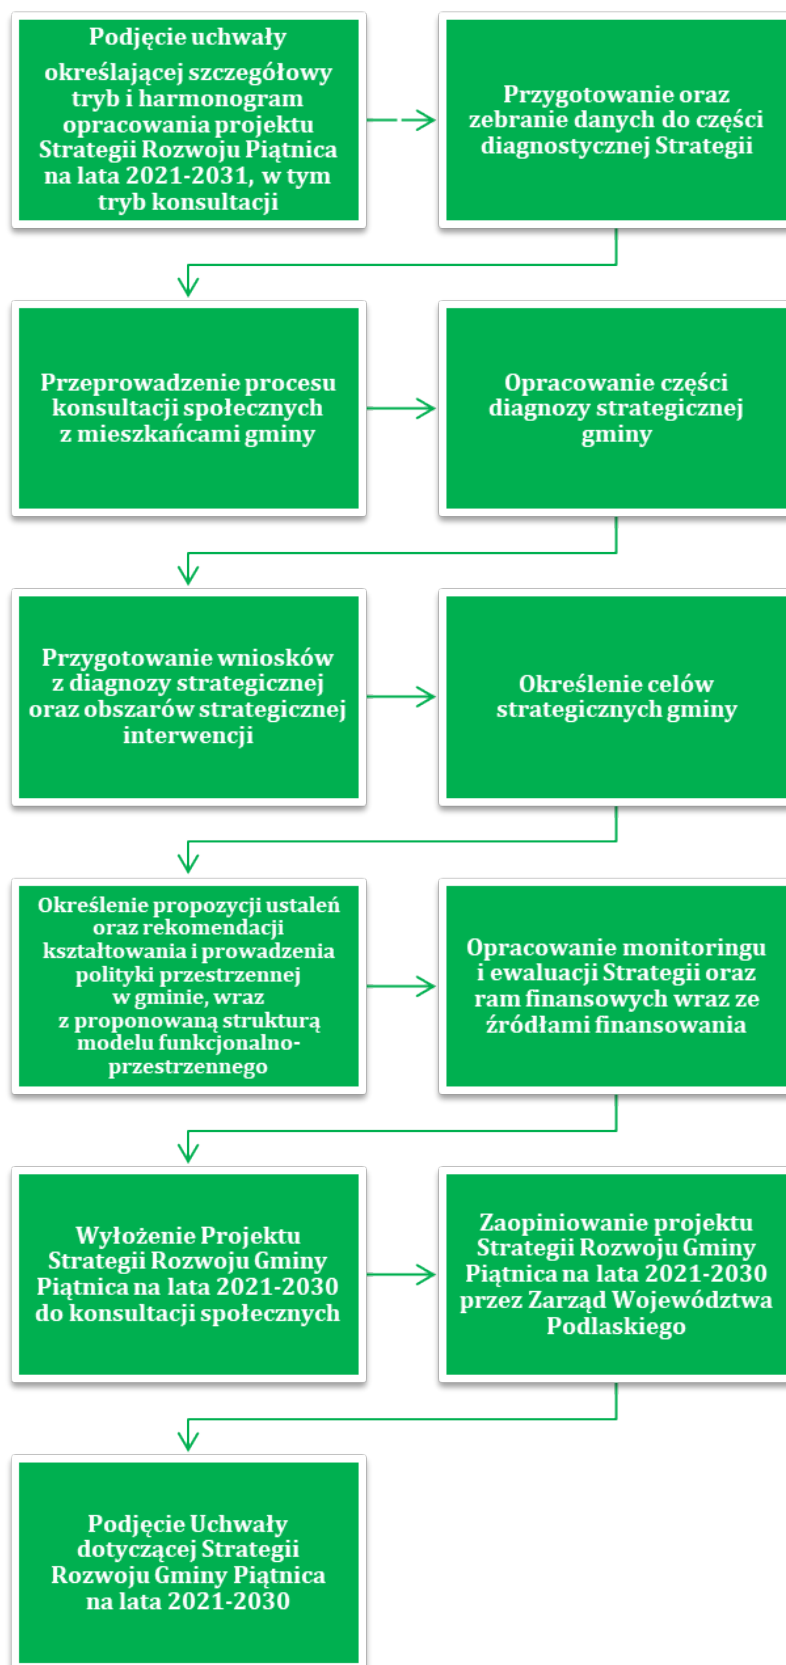 Podjęcie uchwały
określającej szczegółowy
tryb i harmonogram
opracowania projektu
Strategii Rozwoju Piątnica
na lata 2021-2031, w tym
tryb konsultacji
Przygotowanie oraz
zebranie danych do części
diagnostycznej Strategii
Przeprowadzenie procesu
konsultacji społecznych
z mieszkańcami gminy
Opracowanie części
diagnozy strategicznej
gminy
Przygotowanie wniosków
z diagnozy strategicznej
oraz obszarów strategicznej
interwencji
Określenie celów
strategicznych gminy
Określenie propozycji ustaleń
oraz rekomendacji
kształtowania i prowadzenia
polityki przestrzennej
w gminie, wraz
z proponowaną strukturą
modelu funkcjonalno-
przestrzennego
Opracowanie monitoringu
i ewaluacji Strategii oraz
ram finansowych wraz ze
źródłami finansowania
Wyłożenie Projektu
Strategii Rozwoju Gminy
Piątnica na lata 2021-2030
do konsultacji społecznych
Zaopiniowanie projektu
Strategii Rozwoju Gminy
Piątnica na lata 2021-2030
przez Zarząd Województwa
Podlaskiego
Podjęcie Uchwały
dotyczącej Strategii
Rozwoju Gminy Piątnica
na lata 2021-2030